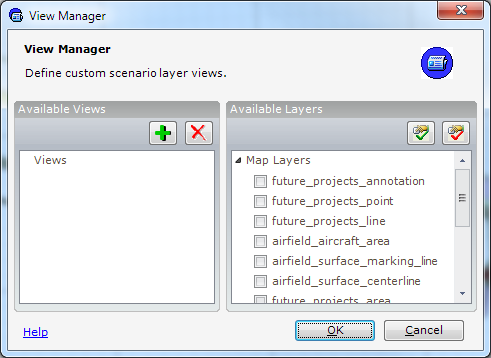 View Manager
View Manager
Define custom scenario layer views.
Available Views
Available Layers
Views
Map Layers
future_projects_annotation
future_projects_point
future_projects_line
airfield_aircraft_area
airfield_surface_marking_line
airfield_surface_centerline
future_projects_area
Help
OK
Cancel